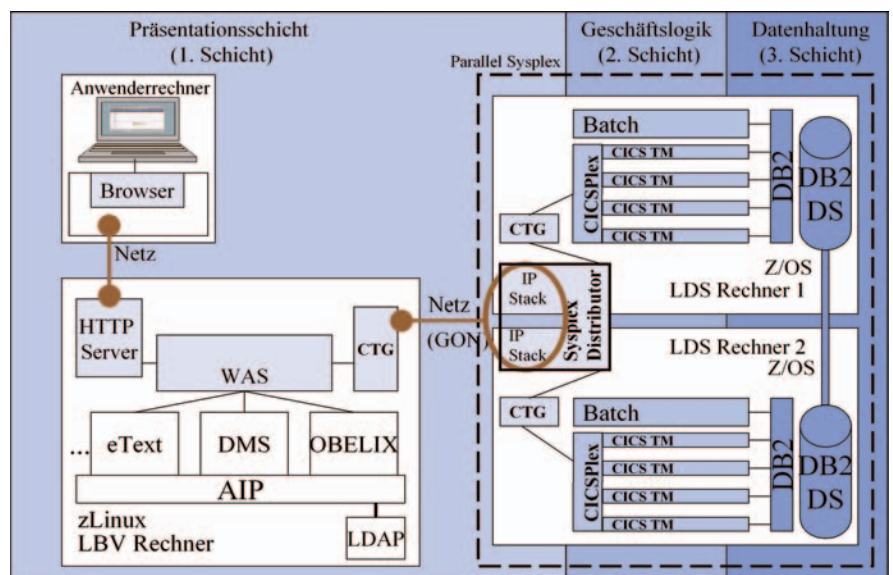 Präsentationsschicht
(1. Schicht)
Geschäftslogik
(2. Schicht)
Datenhaltung
(3. Schicht)
Parallel Sysplex
Anwenderrechner
Browser
Netz
HTTP
Server
WAS
CTG
... eText
DMS
OBELIX
AIP
LDAP
zLinux
LBV Rechner
Netz
(GON)
IP
Stack
IP
Stack
Sysplex
Distributor
CTG
CICSPlex
Batch
CICS TM
CICS TM
CICS TM
CICS TM
DB2
DB2
DS
Z/OS
LDS Rechner 1
LDS Rechner 2
Z/OS
CTG
CICSPlex
Batch
CICS TM
CICS TM
CICS TM
CICS TM
DB2
DB2
DS